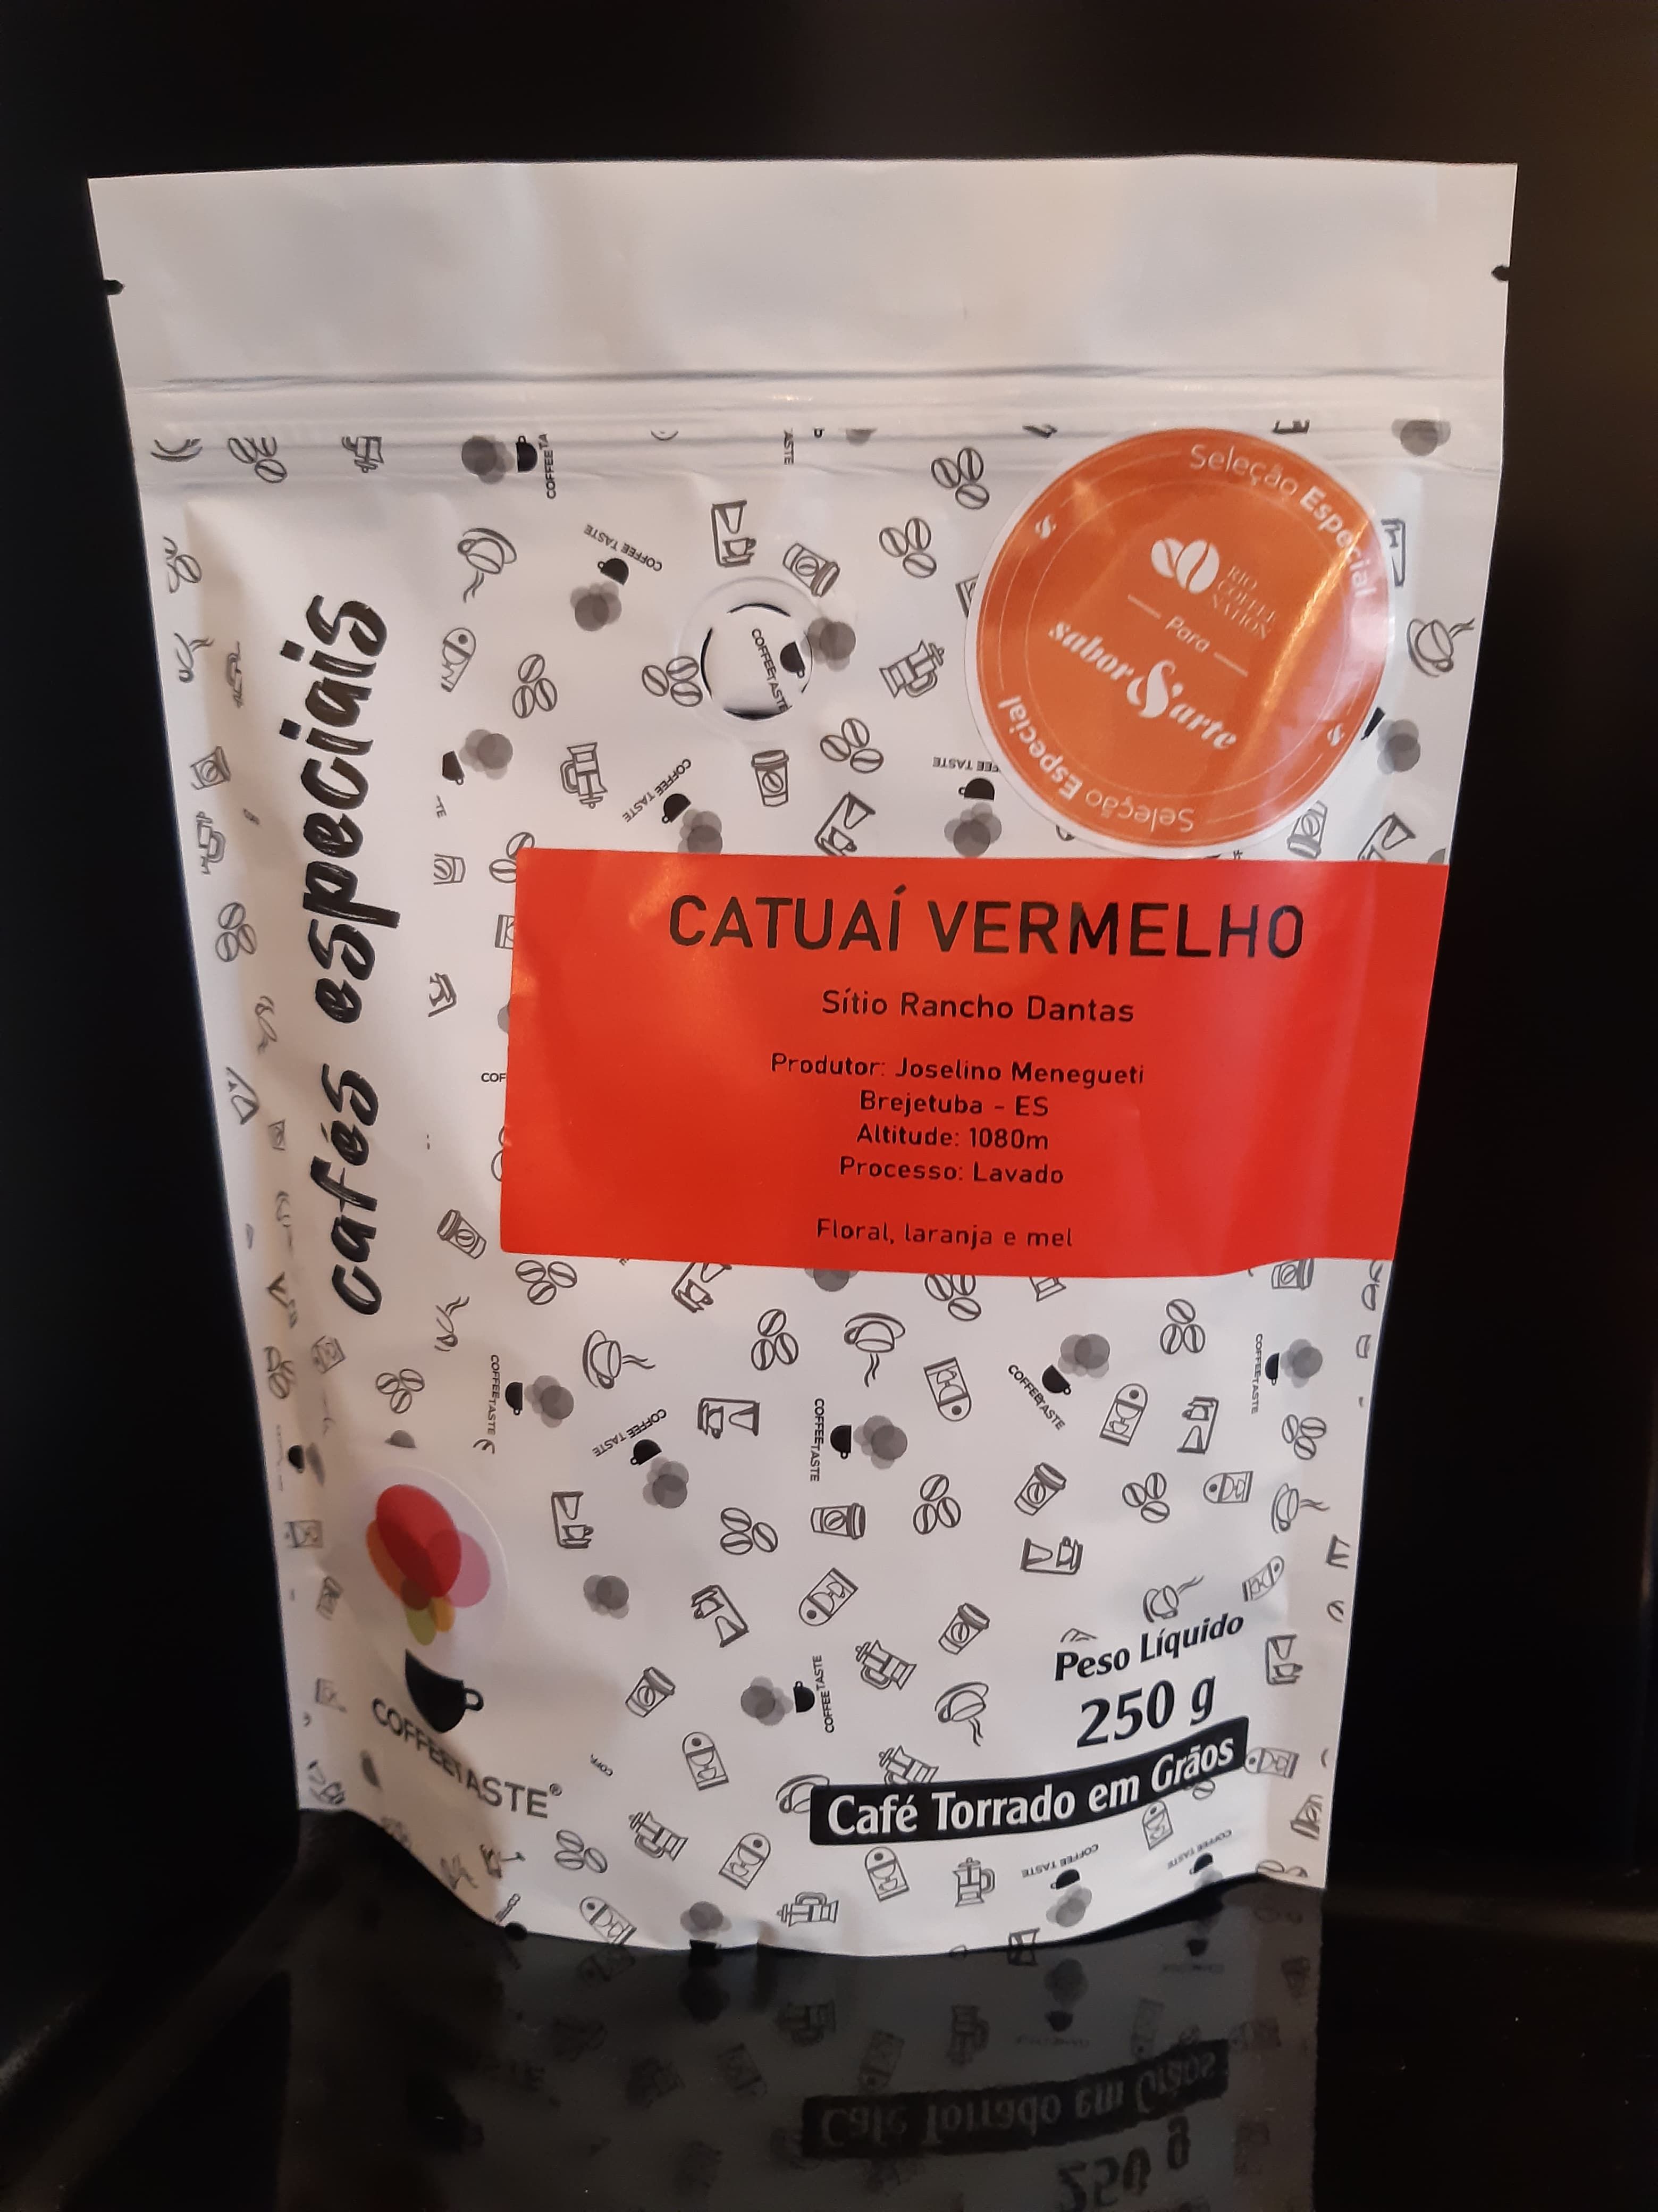 cafés especiais
Seleção Especial
RIO
COFFEE
NATION
Para
sabor & arte
Seleção Especial
CATUAÍ VERMELHO
Sítio Rancho Dantas
Produtor: Joselino Menegueti
Brejetuba - ES
Altitude: 1080m
Processo: Lavado
Floral, laranja e mel
COFFEETASTE®
Peso Líquido
250 g
Café Torrado em Grãos